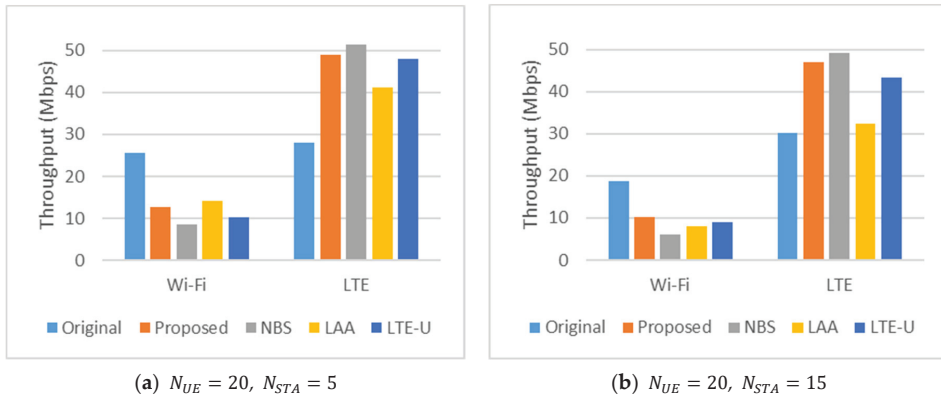 Throughput (Mbps)
50
40
30
20
10
0
Wi-Fi LTE
Original Proposed NBS LAA LTE-U
(a) N_UE = 20, N_STA = 5
Throughput (Mbps)
50
40
30
20
10
0
Wi-Fi LTE
Original Proposed NBS LAA LTE-U
(b) N_UE = 20, N_STA = 15